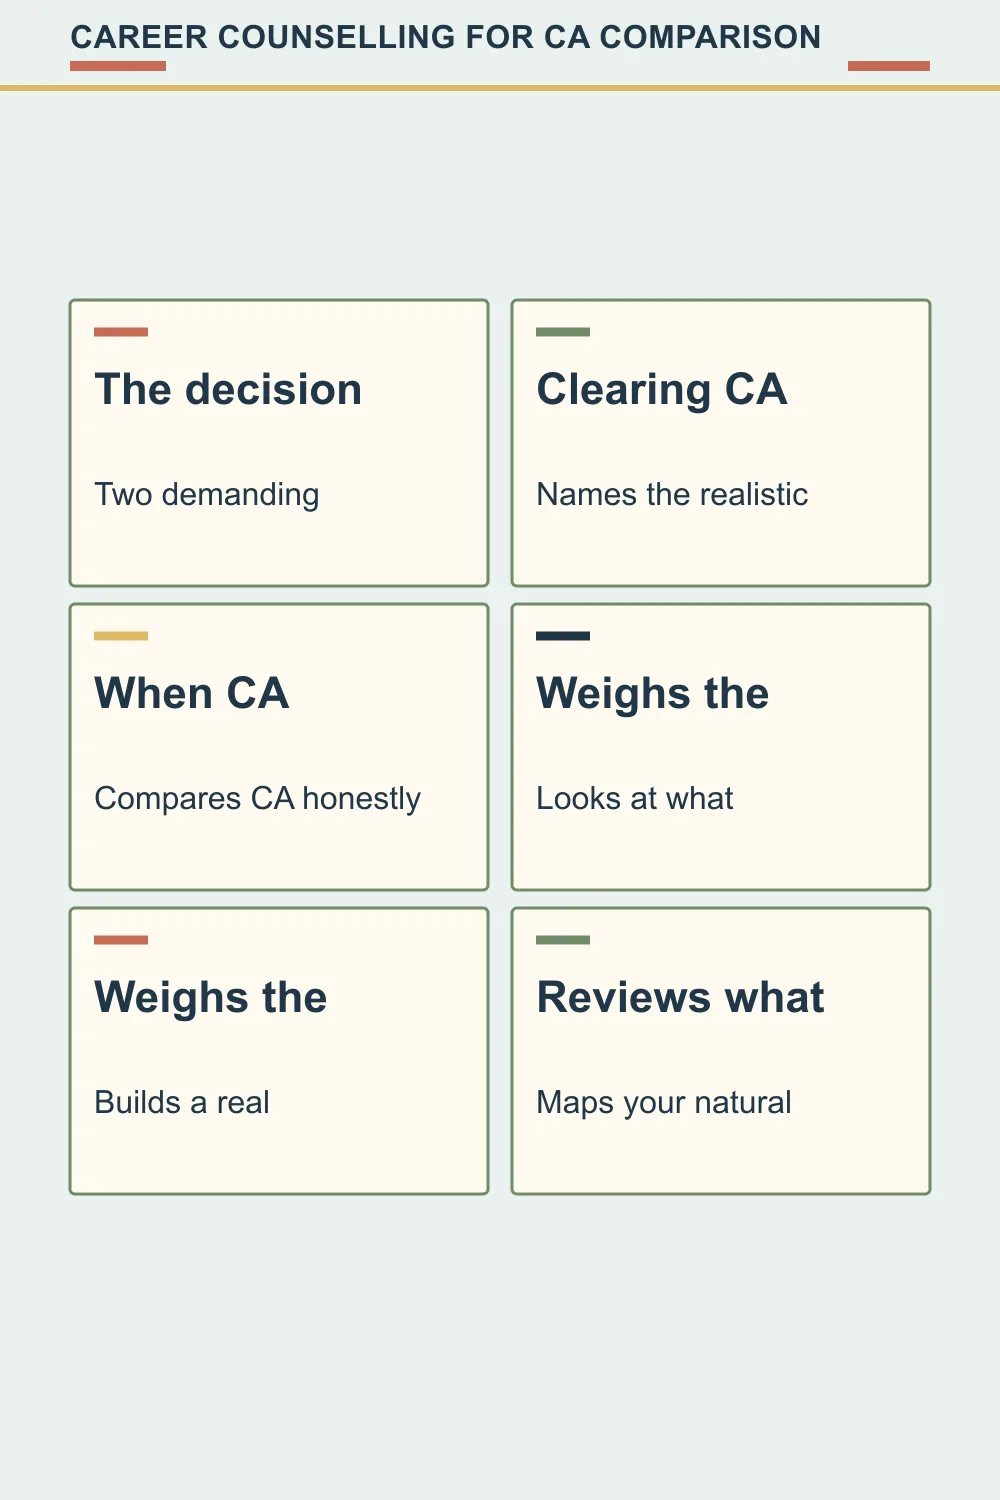 CAREER COUNSELLING FOR CA COMPARISON
The decision
Two demanding
Clearing CA
Names the realistic
When CA
Compares CA honestly
Weighs the
Looks at what
Weighs the
Builds a real
Reviews what
Maps your natural